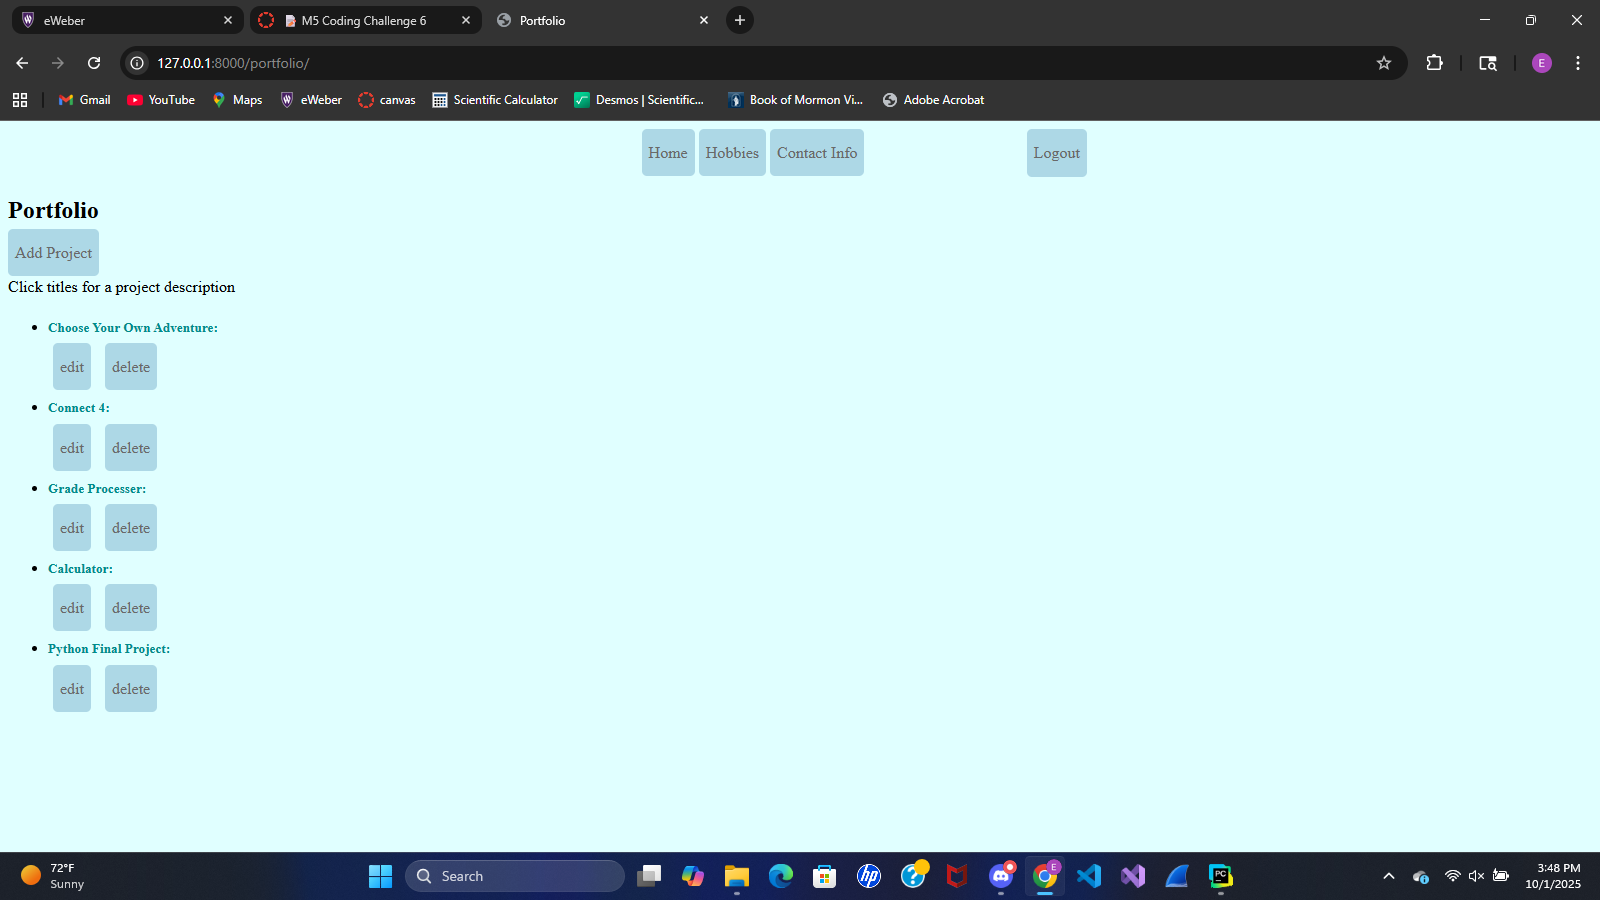 eWeber
M5 Coding Challenge 6
Portfolio
127.0.0.1:8000/portfolio/
E
Gmail
YouTube
Maps
eWeber
canvas
Scientific Calculator
Desmos | Scientific...
Book of Mormon Vi...
Adobe Acrobat
Home
Hobbies
Contact Info
Logout
Portfolio
Add Project
Click titles for a project description
Choose Your Own Adventure:
edit delete
Connect 4:
edit delete
Grade Processer:
edit delete
Calculator:
edit delete
Python Final Project:
edit delete
72°F
Sunny
Search
hp
E
PC
3:48 PM
10/1/2025